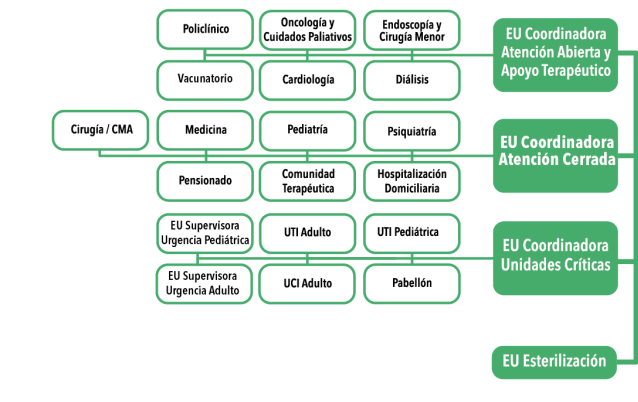 Policlínico
Oncología y
Cuidados Paliativos
Endoscopía y
Cirugía Menor
EU Coordinadora
Atención Abierta y
Apoyo Terapéutico
Vacunatorio
Cardiología
Diálisis
Cirugía / CMA
Medicina
Pediatría
Psiquiatría
EU Coordinadora
Atención Cerrada
Pensionado
Comunidad
Terapéutica
Hospitalización
Domiciliaria
EU Supervisora
Urgencia Pediátrica
UTI Adulto
UTI Pediátrica
EU Coordinadora
Unidades Críticas
EU Supervisora
Urgencia Adulto
UCI Adulto
Pabellón
EU Esterilización